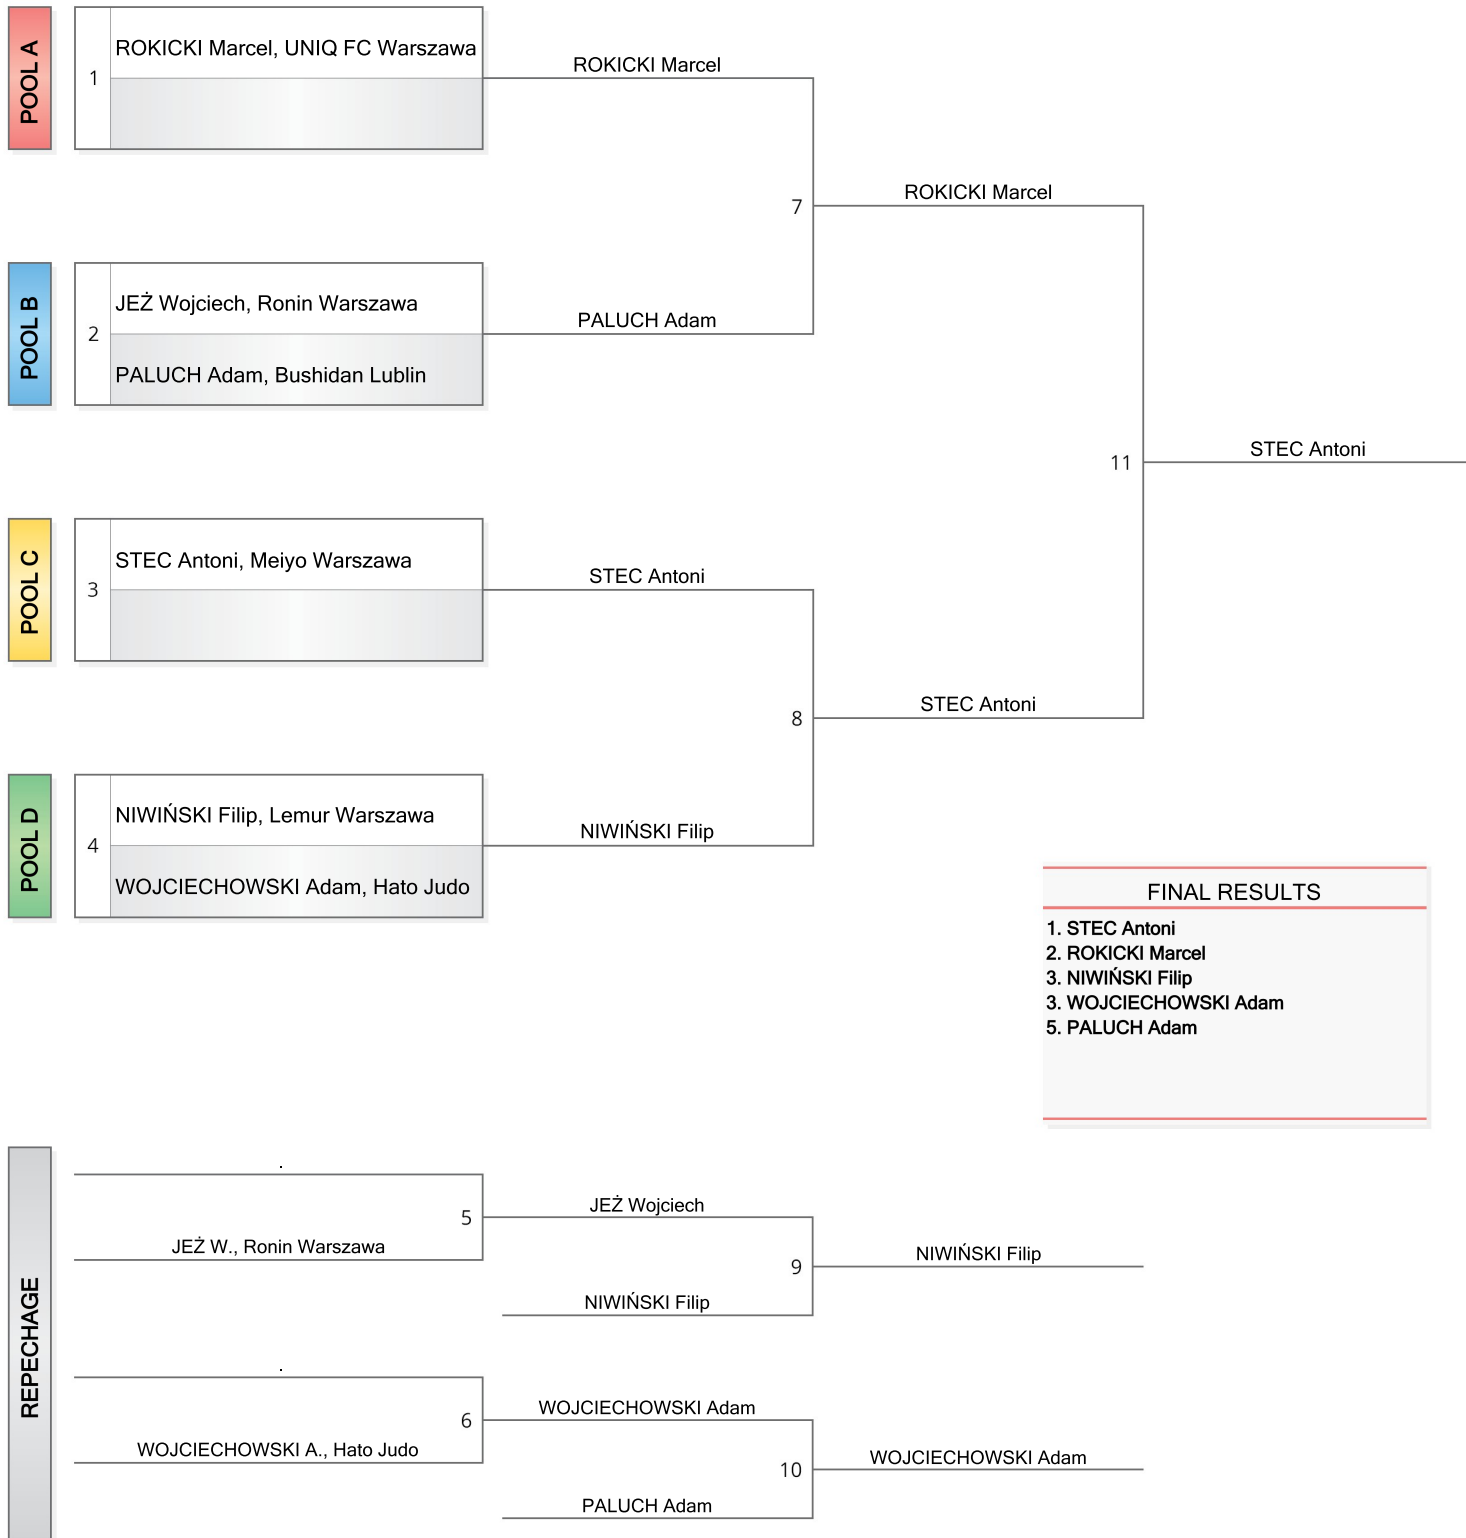 POOL A
1
ROKICKI Marcel, UNIQ FC Warszawa
ROKICKI Marcel
7
ROKICKI Marcel
POOL B
2
JEŻ Wojciech, Ronin Warszawa
PALUCH Adam, Bushidan Lublin
PALUCH Adam
11
STEC Antoni
POOL C
3
STEC Antoni, Meiyo Warszawa
STEC Antoni
8
STEC Antoni
POOL D
4
NIWIŃSKI Filip, Lemur Warszawa
WOJCIECHOWSKI Adam, Hato Judo
NIWIŃSKI Filip
FINAL RESULTS
1. STEC Antoni
2. ROKICKI Marcel
3. NIWIŃSKI Filip
3. WOJCIECHOWSKI Adam
5. PALUCH Adam
REPECHAGE
.
5
JEŻ W., Ronin Warszawa
JEŻ Wojciech
9
NIWIŃSKI Filip
NIWIŃSKI Filip
.
6
WOJCIECHOWSKI A., Hato Judo
WOJCIECHOWSKI Adam
10
WOJCIECHOWSKI Adam
PALUCH Adam